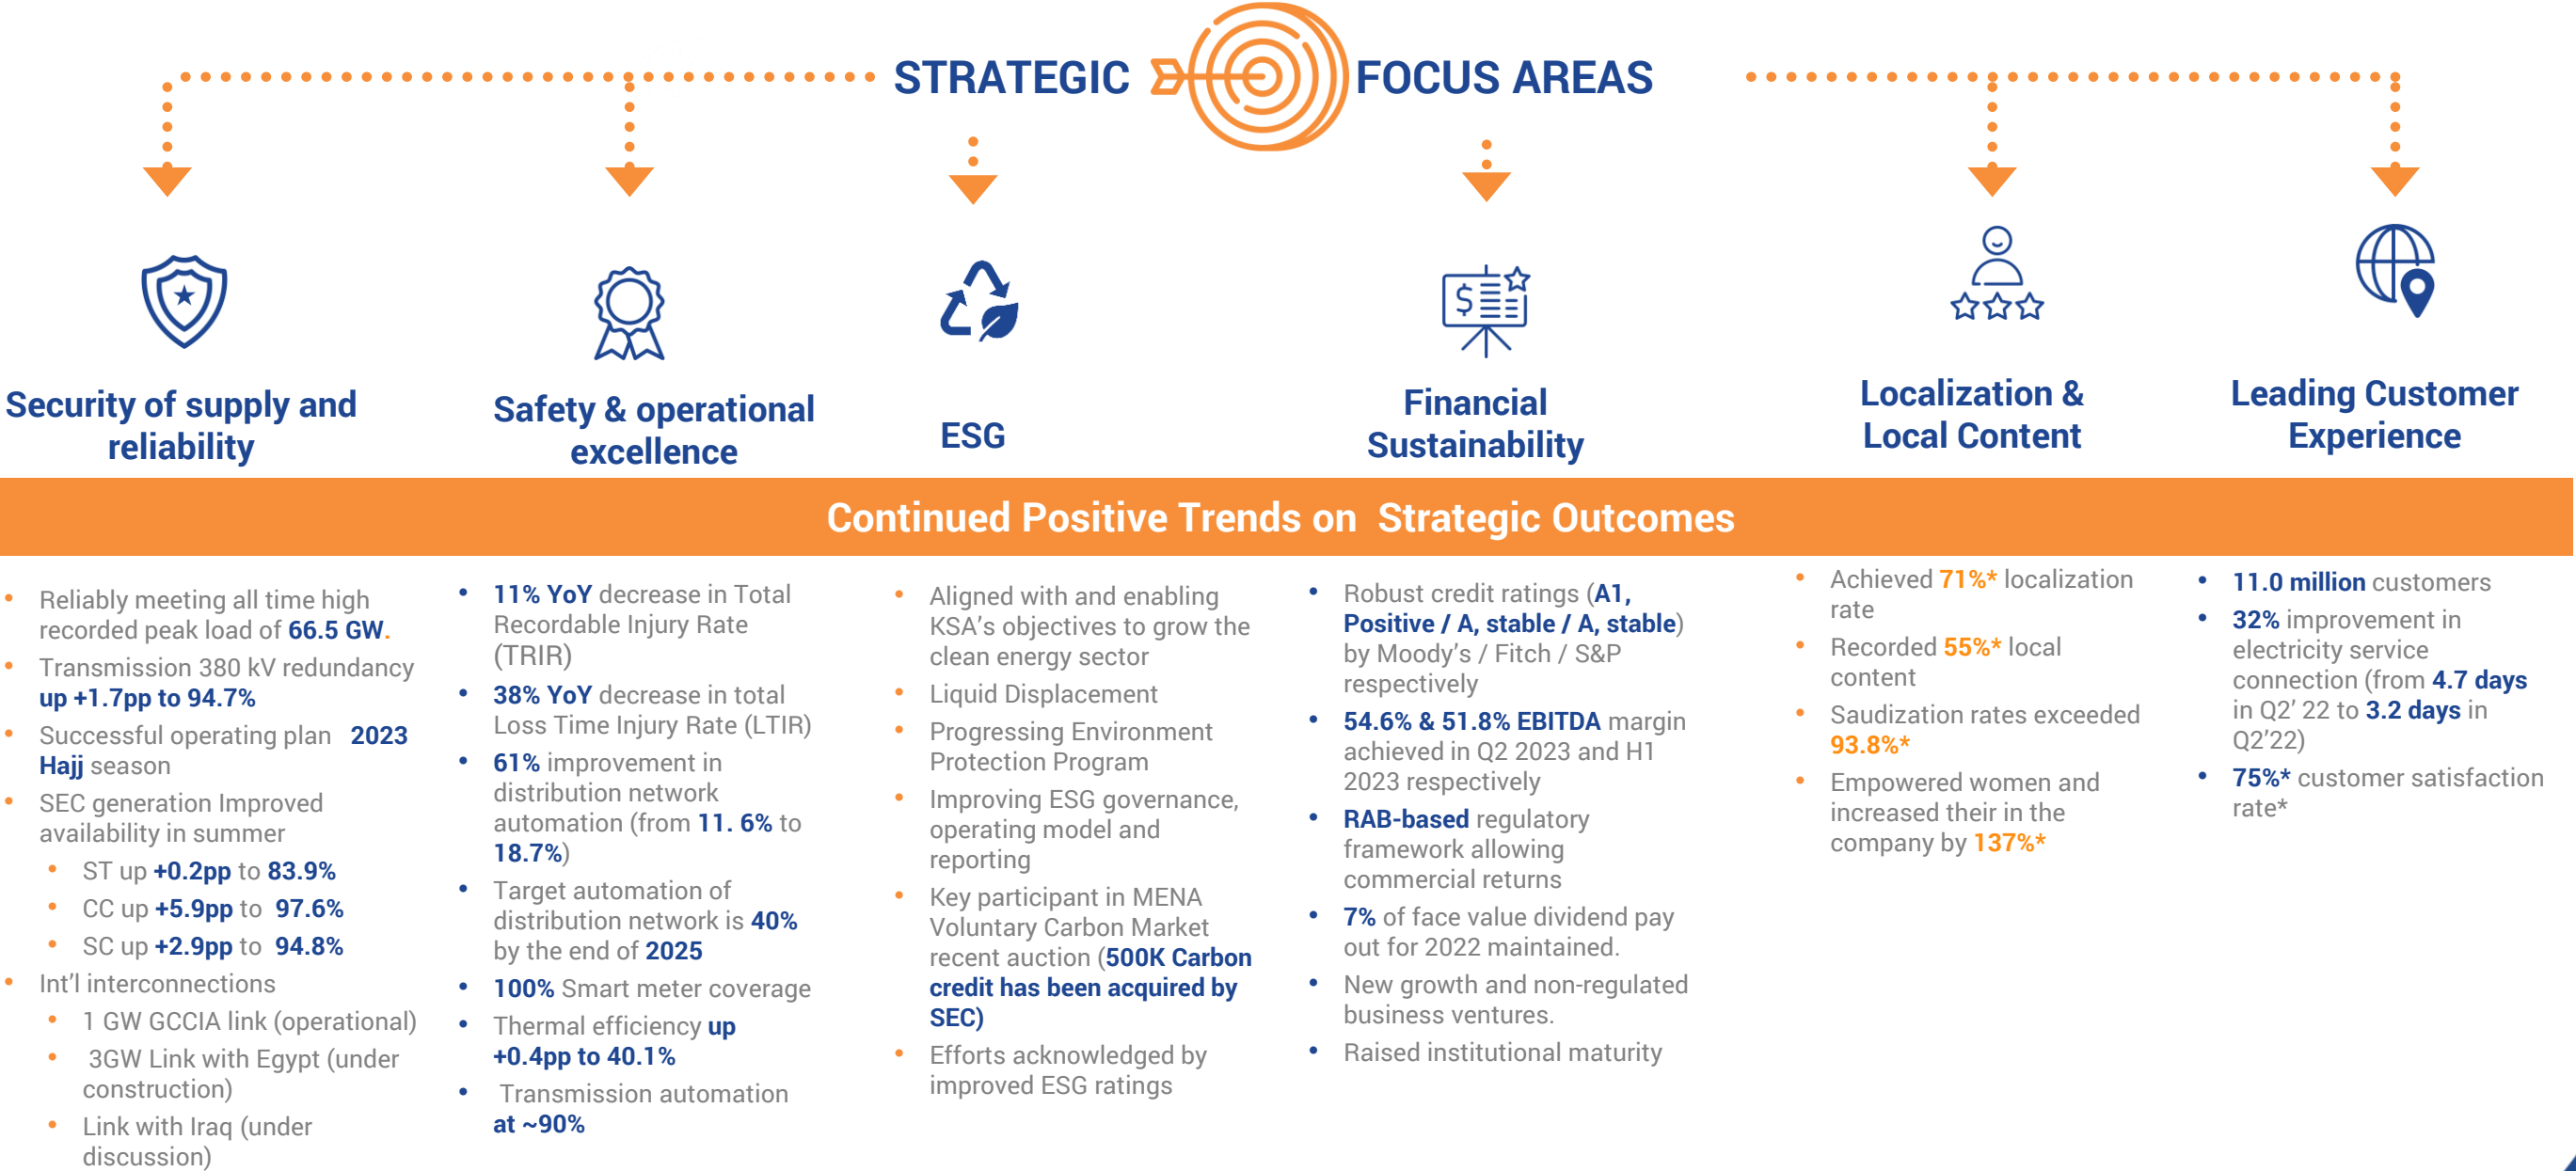 STRATEGIC FOCUS AREAS
Security of supply and
reliability
Safety & operational
excellence
ESG
Financial
Sustainability
Localization &
Local Content
Leading Customer
Experience
Continued Positive Trends on Strategic Outcomes
• Reliably meeting all time high
recorded peak load of 66.5 GW.
• Transmission 380 kV redundancy
up +1.7pp to 94.7%
• Successful operating plan 2023
Hajj season
• SEC generation Improved
availability in summer
• ST up +0.2pp to 83.9%
• CC up +5.9pp to 97.6%
• SC up +2.9pp to 94.8%
• Int'l interconnections
• 1 GW GCCIA link (operational)
• 3GW Link with Egypt (under
construction)
• Link with Iraq (under
discussion)
• 11% YoY decrease in Total
Recordable Injury Rate
(TRIR)
• 38% YoY decrease in total
Loss Time Injury Rate (LTIR)
• 61% improvement in
distribution network
automation (from 11. 6% to
18.7%)
• Target automation of
distribution network is 40%
by the end of 2025
• 100% Smart meter coverage
• Thermal efficiency up
+0.4pp to 40.1%
• Transmission automation
at ~90%
• Aligned with and enabling
KSA's objectives to grow the
clean energy sector
• Liquid Displacement
• Progressing Environment
Protection Program
• Improving ESG governance,
operating model and
reporting
• Key participant in MENA
Voluntary Carbon Market
recent auction (500K Carbon
credit has been acquired by
SEC)
• Efforts acknowledged by
improved ESG ratings
• Robust credit ratings (A1,
Positive / A, stable / A, stable)
by Moody's / Fitch / S&P
respectively
• 54.6% & 51.8% EBITDA margin
achieved in Q2 2023 and H1
2023 respectively
• RAB-based regulatory
framework allowing
commercial returns
• 7% of face value dividend pay
out for 2022 maintained.
• New growth and non-regulated
business ventures.
• Raised institutional maturity
• Achieved 71%* localization
rate
• Recorded 55%* local
content
• Saudization rates exceeded
93.8%*
• Empowered women and
increased their in the
company by 137%*
• 11.0 million customers
• 32% improvement in
electricity service
connection (from 4.7 days
in Q2' 22 to 3.2 days in
Q2'22)
• 75%* customer satisfaction
rate*